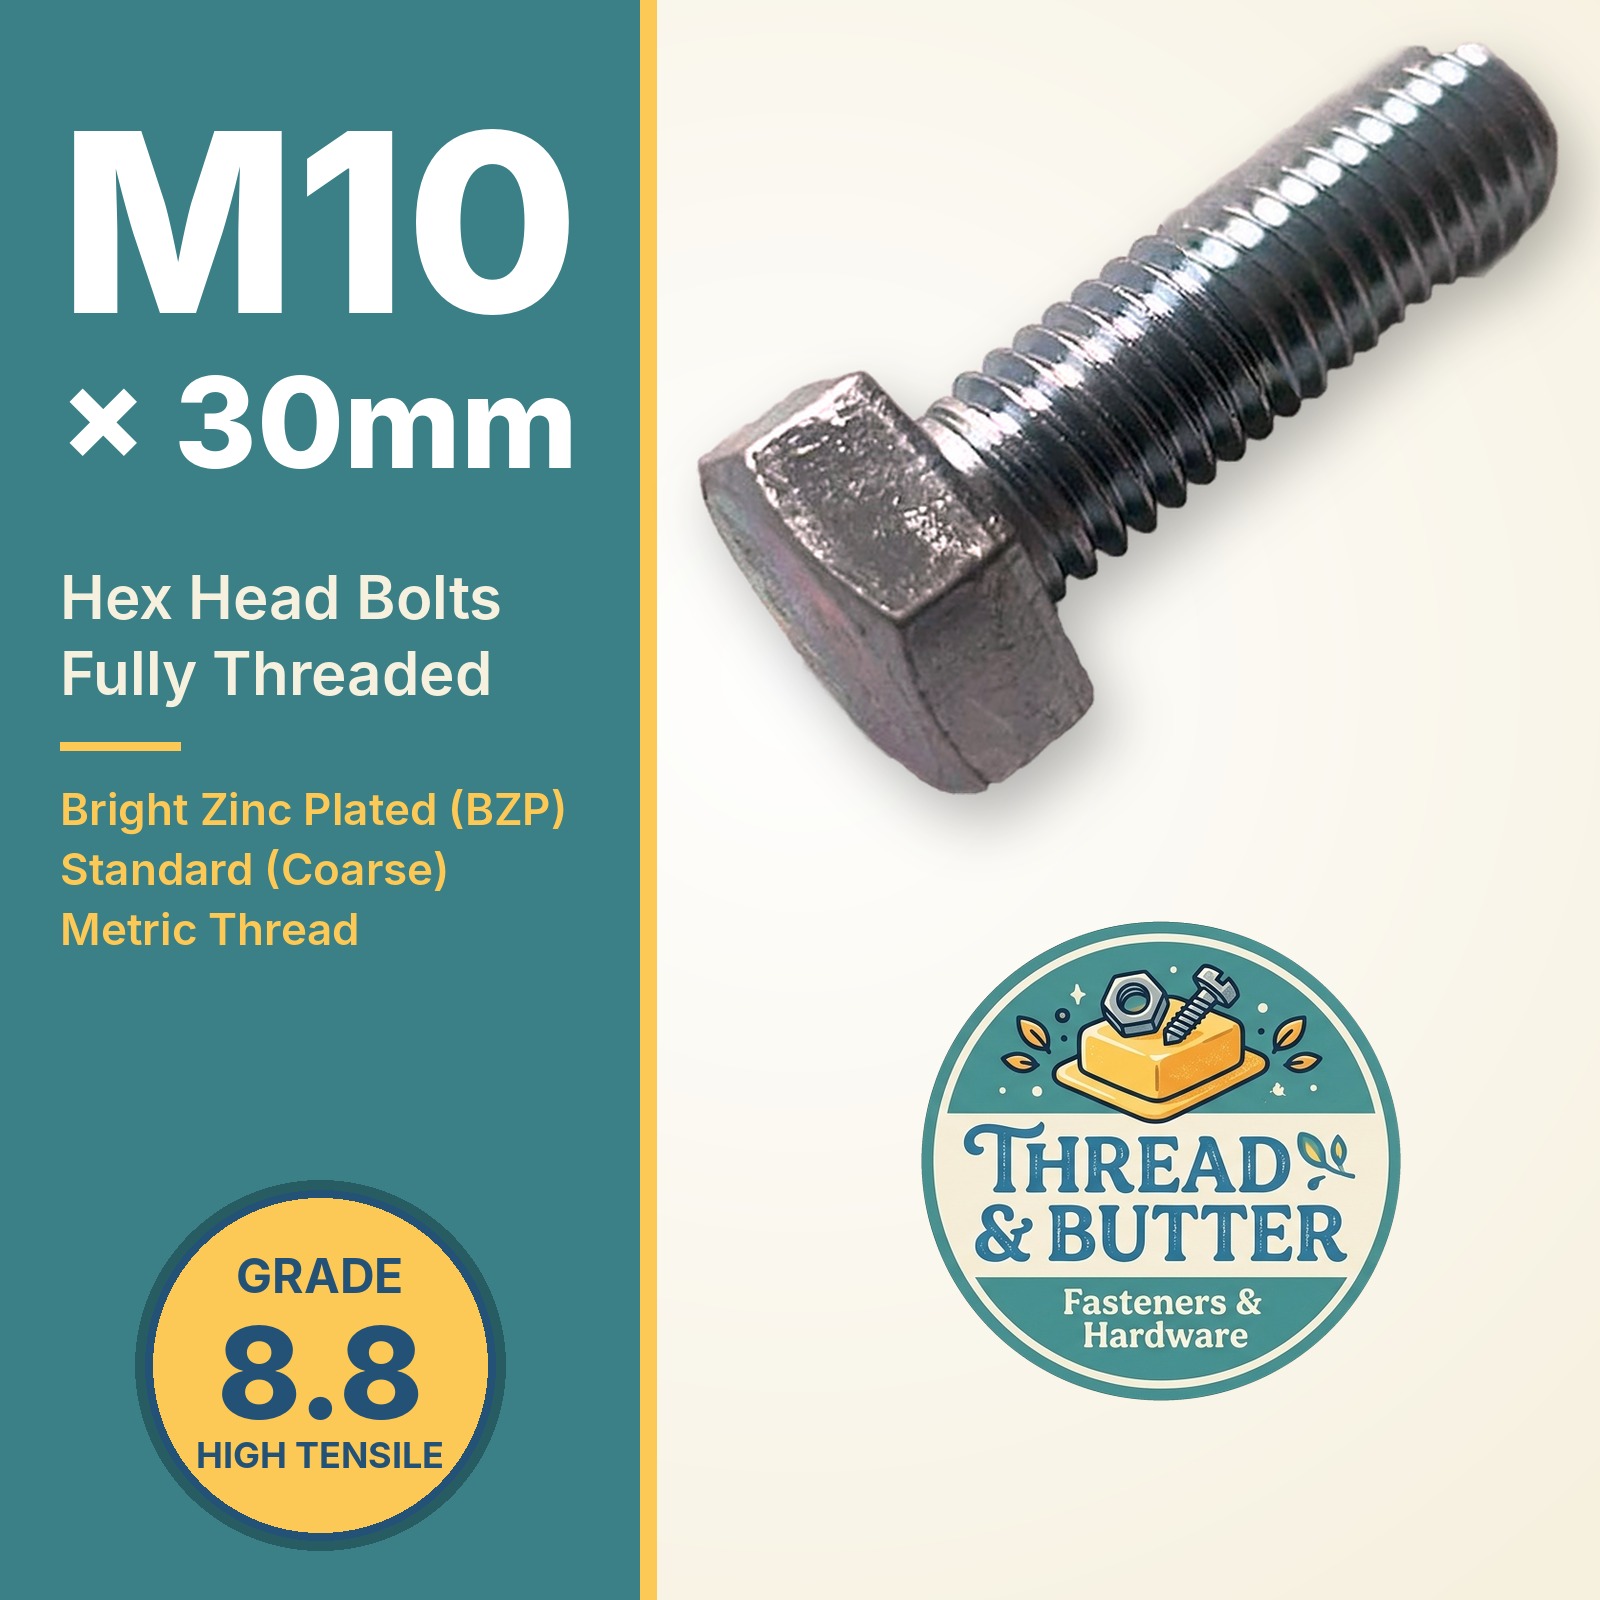 M10
× 30mm
Hex Head Bolts
Fully Threaded
Bright Zinc Plated (BZP)
Standard (Coarse)
Metric Thread
GRADE
8.8
HIGH TENSILE
THREAD
& BUTTER
Fasteners &
Hardware